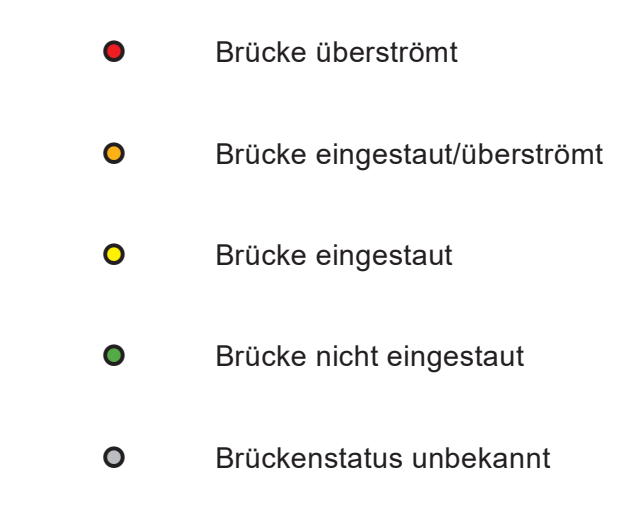 Brücke überströmt
Brücke eingestaut/überströmt
Brücke eingestaut
Brücke nicht eingestaut
Brückenstatus unbekannt